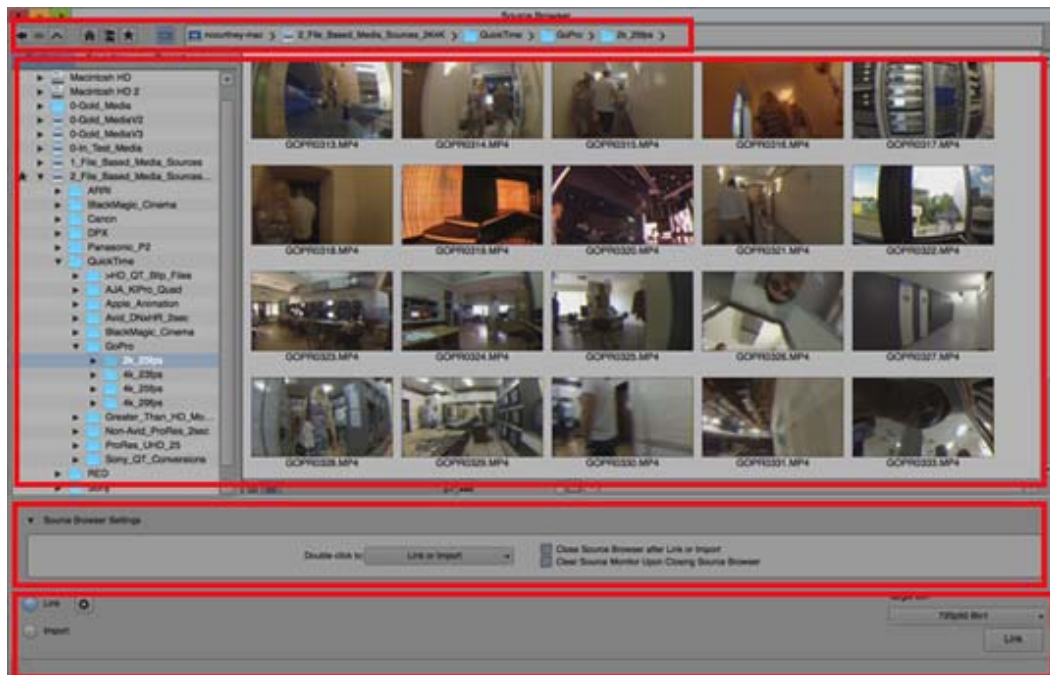 Source Browser
2_File_Based_Media_Sources_2K4K
QuickTime
GoPro
2k_25fps
Macintosh HD
Macintosh HD 2
0-Gold_Media
0-Gold_MediaV2
0-Gold_MediaV3
0-In_Test_Media
1_File_Based_Media_Sources
2_File_Based_Media_Sources...
ARRI
BlackMagic_Cinema
Canon
DPX
Panasonic_P2
QuickTime
>HD_QT_Blip_Files
AJA_KiPro_Quad
Apple_Animation
Avid_DNxHR_2sec
BlackMagic_Cinema
GoPro
2k_25fps
4k_23fps
4k_25fps
4k_29fps
Greater_Than_HD_Mo...
Non-Avid_ProRes_2sec
ProRes_UHD_25
Sony_QT_Conversions
RED
Sony
GOPR0313.MP4
GOPR0314.MP4
GOPR0315.MP4
GOPR0316.MP4
GOPR0317.MP4
GOPR0318.MP4
GOPR0319.MP4
GOPR0320.MP4
GOPR0321.MP4
GOPR0322.MP4
GOPR0323.MP4
GOPR0324.MP4
GOPR0325.MP4
GOPR0326.MP4
GOPR0327.MP4
GOPR0328.MP4
GOPR0329.MP4
GOPR0330.MP4
GOPR0331.MP4
GOPR0333.MP4
Source Browser Settings
Double-click to:
Link or Import
Close Source Browser after Link or Import
Clear Source Monitor Upon Closing Source Browser
Link
Import
Link